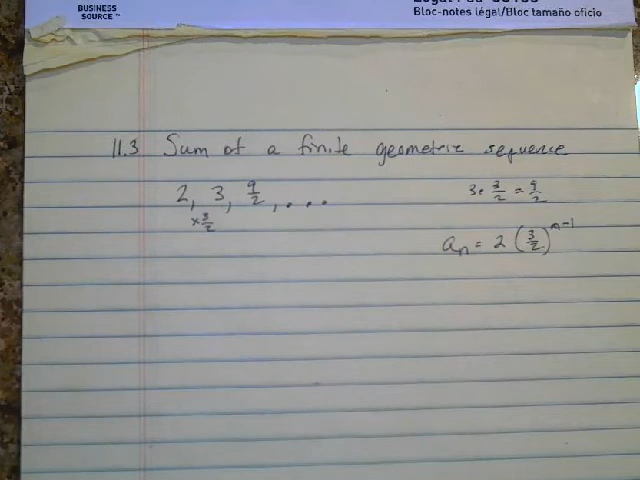 BUSINESS
SOURCE™
Bloc-notes légal/Bloc tamaño oficio
11.3 Sum of a finite geometric sequence
2, 3, 9/2, . . .
× 3/2
3 · 3/2 = 9/2
aₙ = 2 (3/2)ⁿ⁻¹